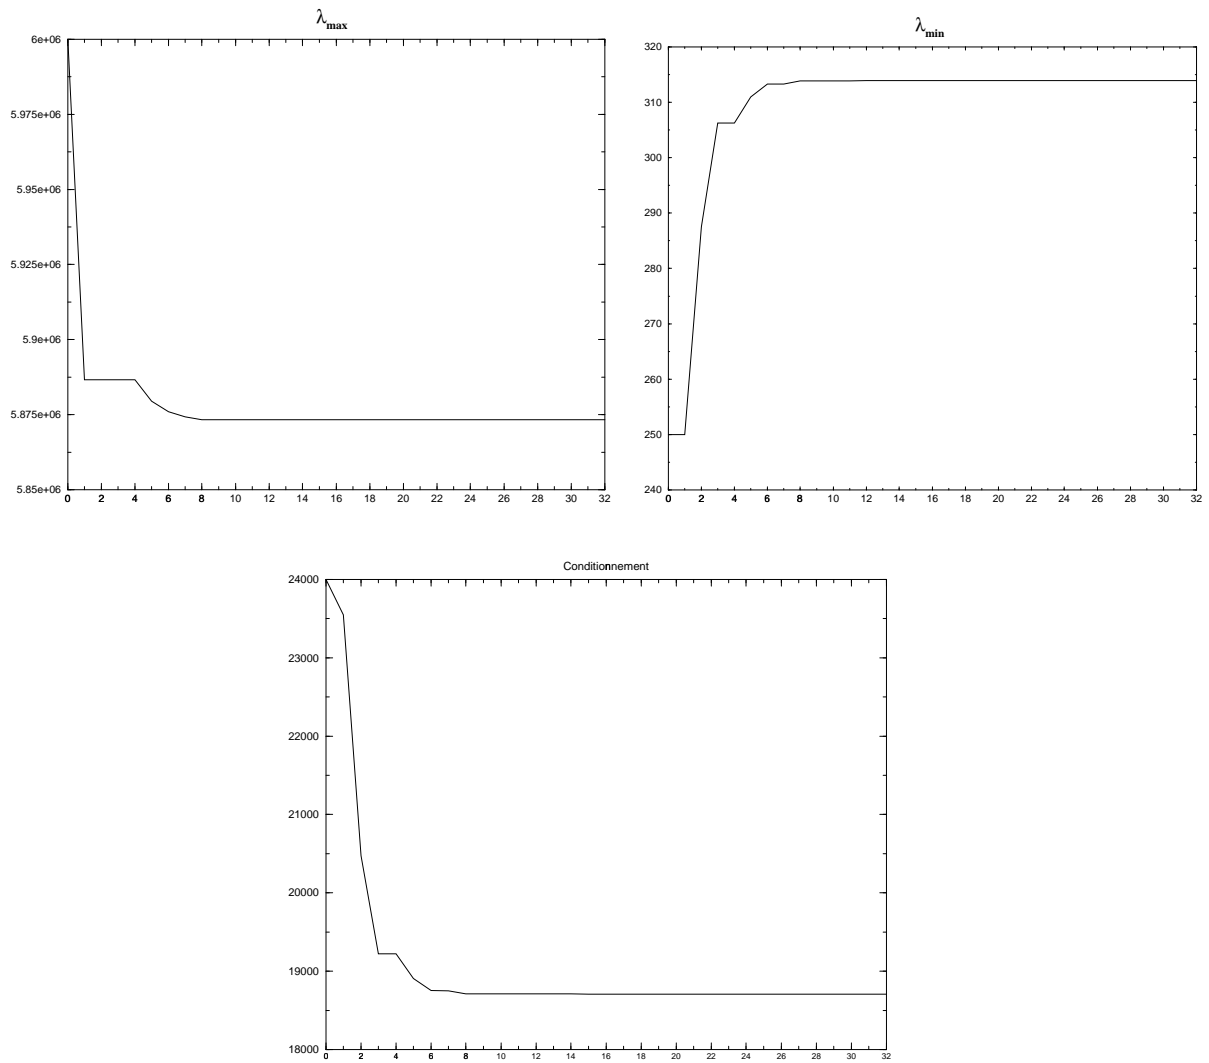 λmax
6e+06
5.975e+06
5.95e+06
5.925e+06
5.9e+06
5.875e+06
5.85e+06
0 2 4 6 8 10 12 14 16 18 20 22 24 26 28 30 32
λmin
320
310
300
290
280
270
260
250
240
0 2 4 6 8 10 12 14 16 18 20 22 24 26 28 30 32
Conditionnement
24000
23000
22000
21000
20000
19000
18000
0 2 4 6 8 10 12 14 16 18 20 22 24 26 28 30 32